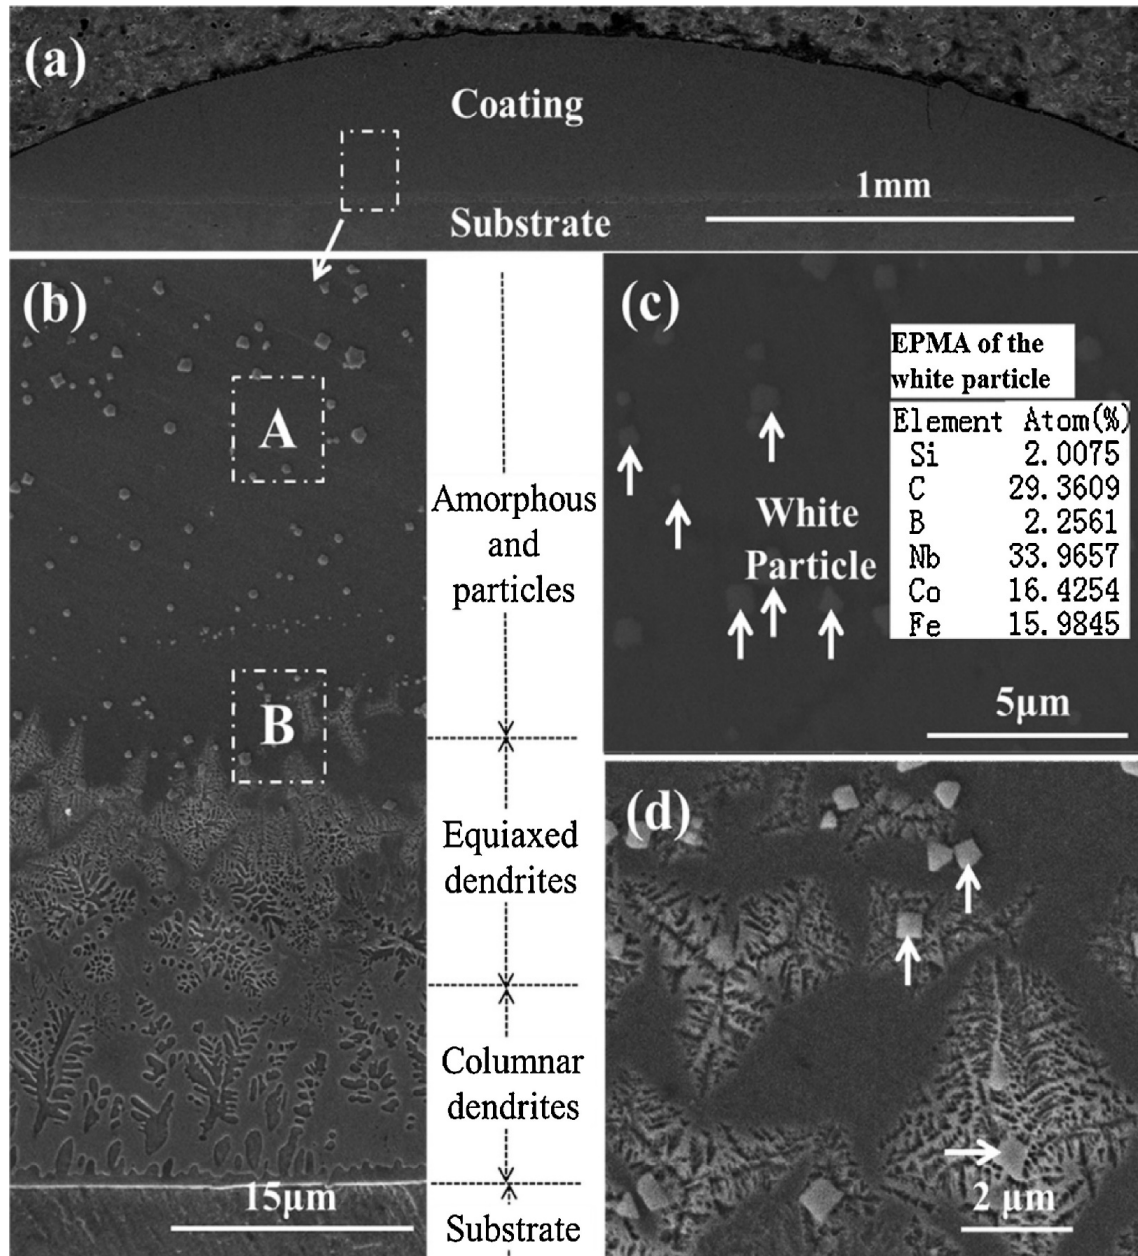 (a)
Coating
1mm
Substrate
(b)
A
B
15μm
Amorphous
and
particles
Equiaxed
dendrites
Columnar
dendrites
Substrate
(c)
EPMA of the
white particle
Element Atom(%)
Si 2.0075
C 29.3609
B 2.2561
Nb 33.9657
Co 16.4254
Fe 15.9845
White
Particle
5μm
(d)
2 μm